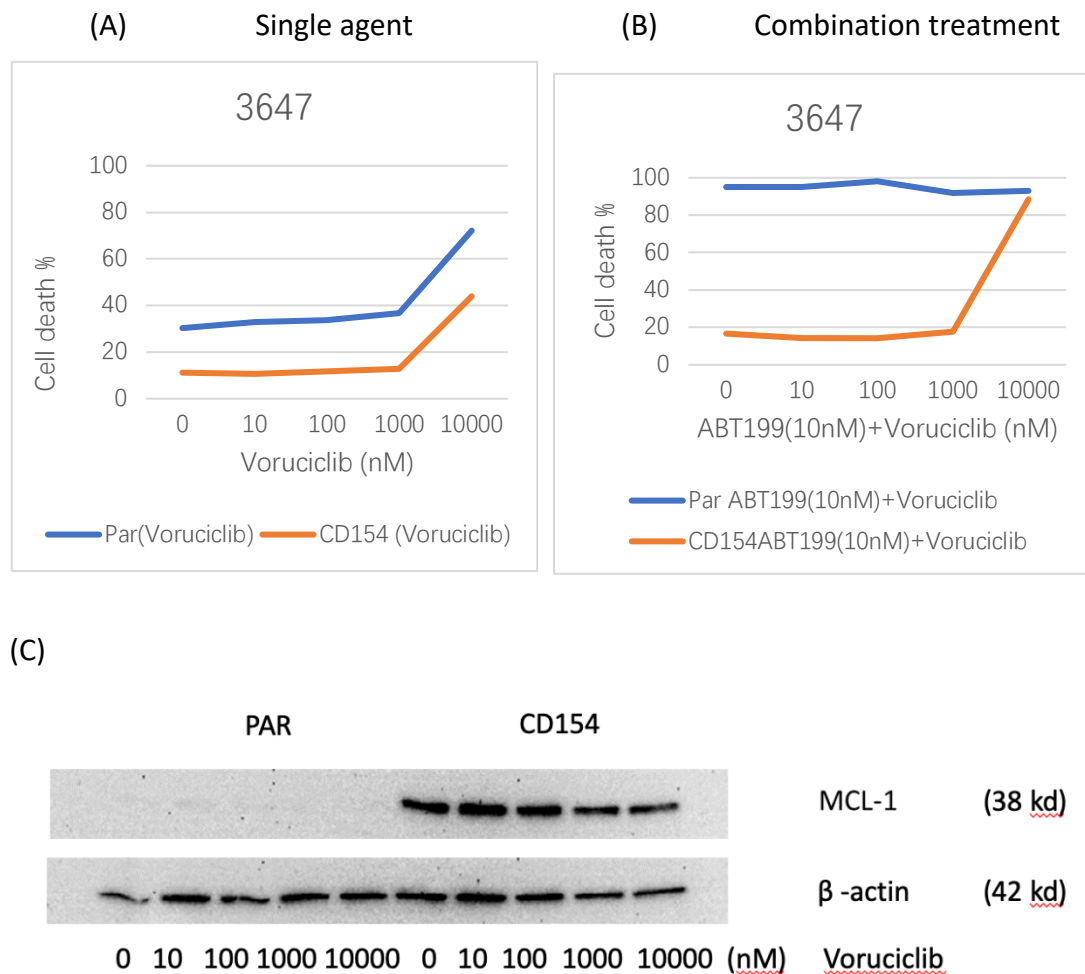 (A) Single agent
3647
100
80
60
40
20
0
Cell death %
0 10 100 1000 10000
Voruciclib (nM)
Par(Voruciclib) CD154 (Voruciclib)
(B) Combination treatment
3647
100
80
60
40
20
0
Cell death %
0 10 100 1000 10000
ABT199(10nM)+Voruciclib (nM)
Par ABT199(10nM)+Voruciclib
CD154ABT199(10nM)+Voruciclib
(C)
PAR CD154
MCL-1 (38 kd)
β -actin (42 kd)
0 10 100 1000 10000 0 10 100 1000 10000 (nM) Voruciclib